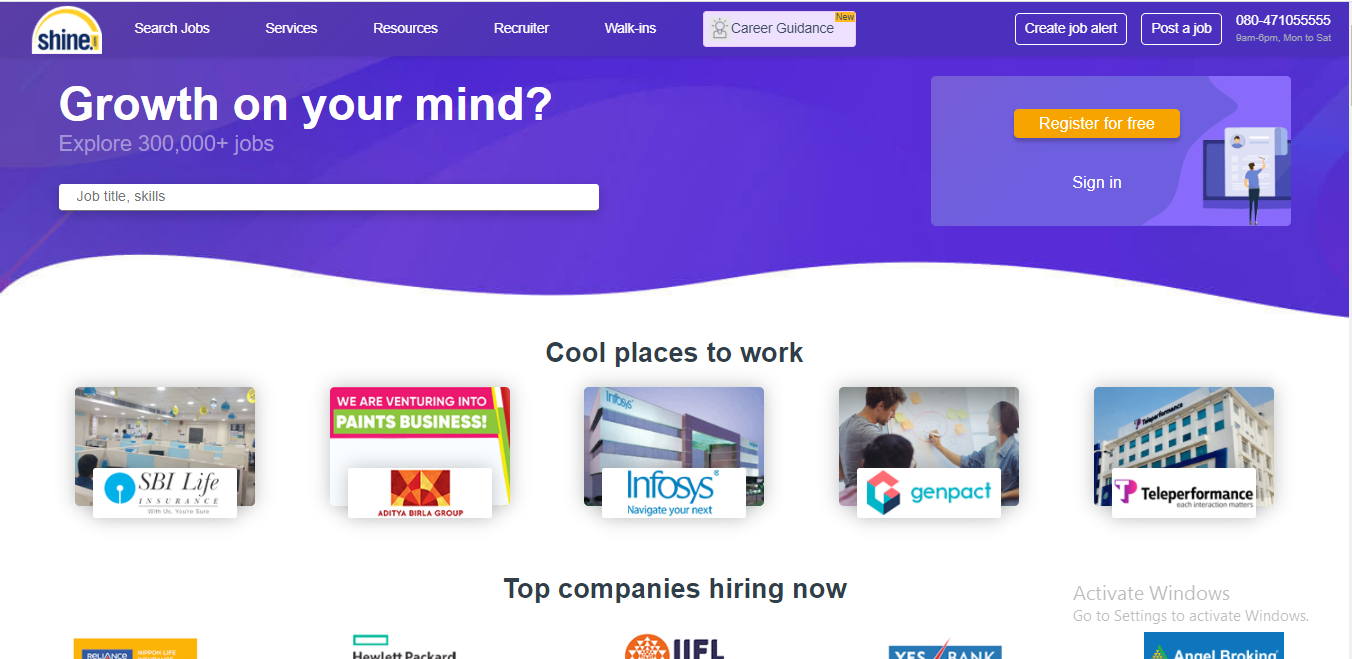 shine.com
Search Jobs
Services
Resources
Recruiter
Walk-ins
Career Guidance
New
Create job alert
Post a job
080-471055555
9am-6pm, Mon to Sat
Growth on your mind?
Explore 300,000+ jobs
Job title, skills
Register for free
Sign in
Cool places to work
SBI Life
INSURANCE
With Us, You're Sure
WE ARE VENTURING INTO
PAINTS BUSINESS!
ADITYA BIRLA GROUP
Infosys
Infosys®
Navigate your next
genpact
Teleperformance
Teleperformance
each interaction matters
Top companies hiring now
Activate Windows
Go to Settings to activate Windows.
RELIANCE
NIPPON LIFE
Hewlett Packard
IIFL
YES BANK
Angel Broking